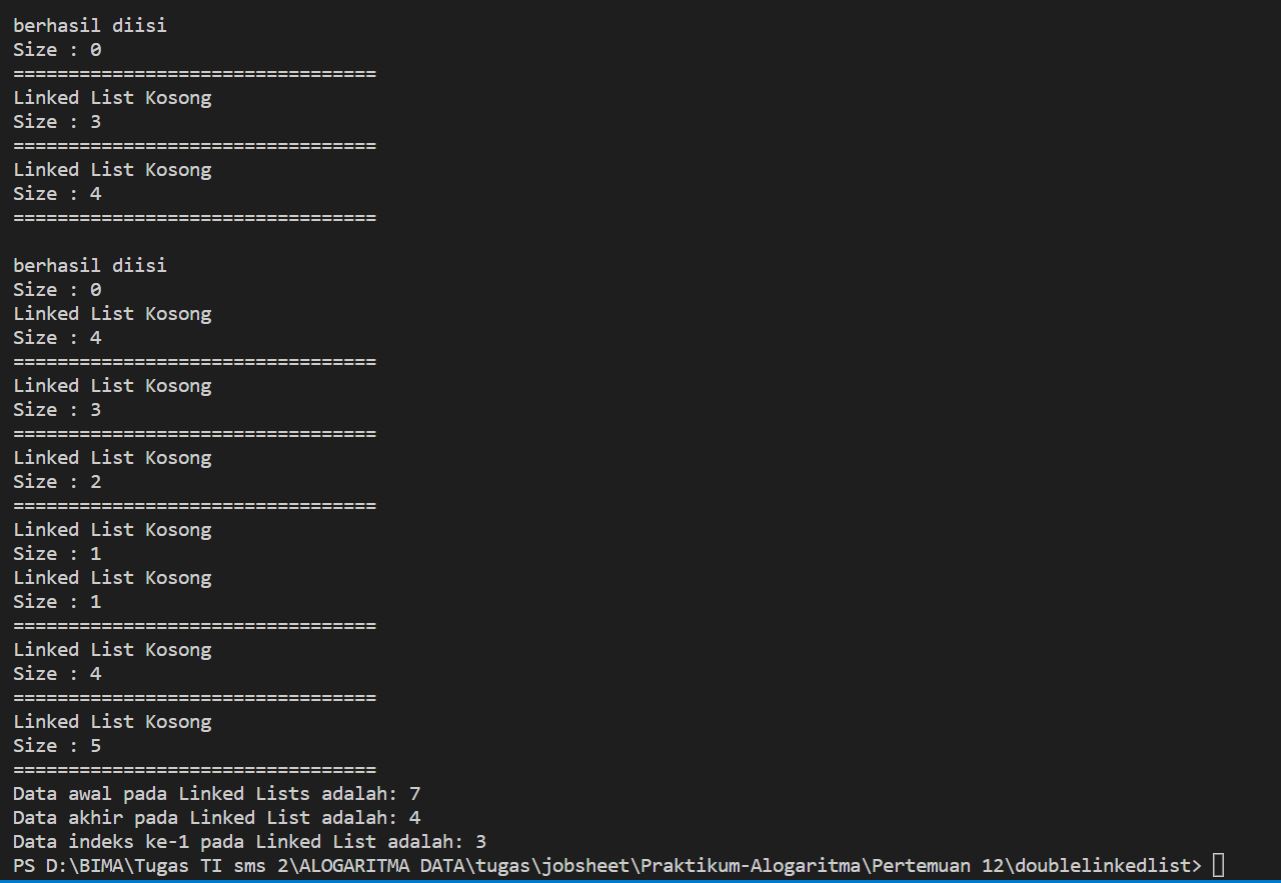 berhasil diisi
Size : 0
=================================
Linked List Kosong
Size : 3
=================================
Linked List Kosong
Size : 4
=================================
berhasil diisi
Size : 0
Linked List Kosong
Size : 4
=================================
Linked List Kosong
Size : 3
=================================
Linked List Kosong
Size : 2
=================================
Linked List Kosong
Size : 1
Linked List Kosong
Size : 1
=================================
Linked List Kosong
Size : 4
=================================
Linked List Kosong
Size : 5
=================================
Data awal pada Linked Lists adalah: 7
Data akhir pada Linked List adalah: 4
Data indeks ke-1 pada Linked List adalah: 3
PS D:\BIMA\Tugas TI sms 2\ALOGARITMA DATA\tugas\jobsheet\Praktikum-Alogaritma\Pertemuan 12\doublelinkedlist>